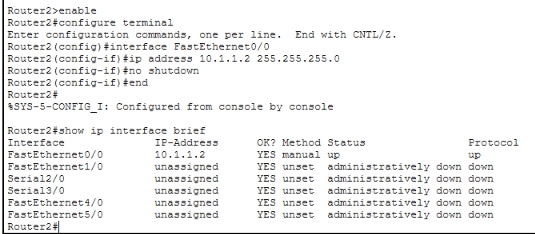 Router2>enable
Router2#configure terminal
Enter configuration commands, one per line.  End with CNTL/Z.
Router2(config)#interface FastEthernet0/0
Router2(config-if)#ip address 10.1.1.2 255.255.255.0
Router2(config-if)#no shutdown
Router2(config-if)#end
Router2#
%SYS-5-CONFIG_I: Configured from console by console

Router2#show ip interface brief
Interface              IP-Address      OK? Method Status                Protocol
FastEthernet0/0        10.1.1.2        YES manual up                    up
FastEthernet1/0        unassigned      YES unset  administratively down down
Serial2/0              unassigned      YES unset  administratively down down
Serial3/0              unassigned      YES unset  administratively down down
FastEthernet4/0        unassigned      YES unset  administratively down down
FastEthernet5/0        unassigned      YES unset  administratively down down
Router2#